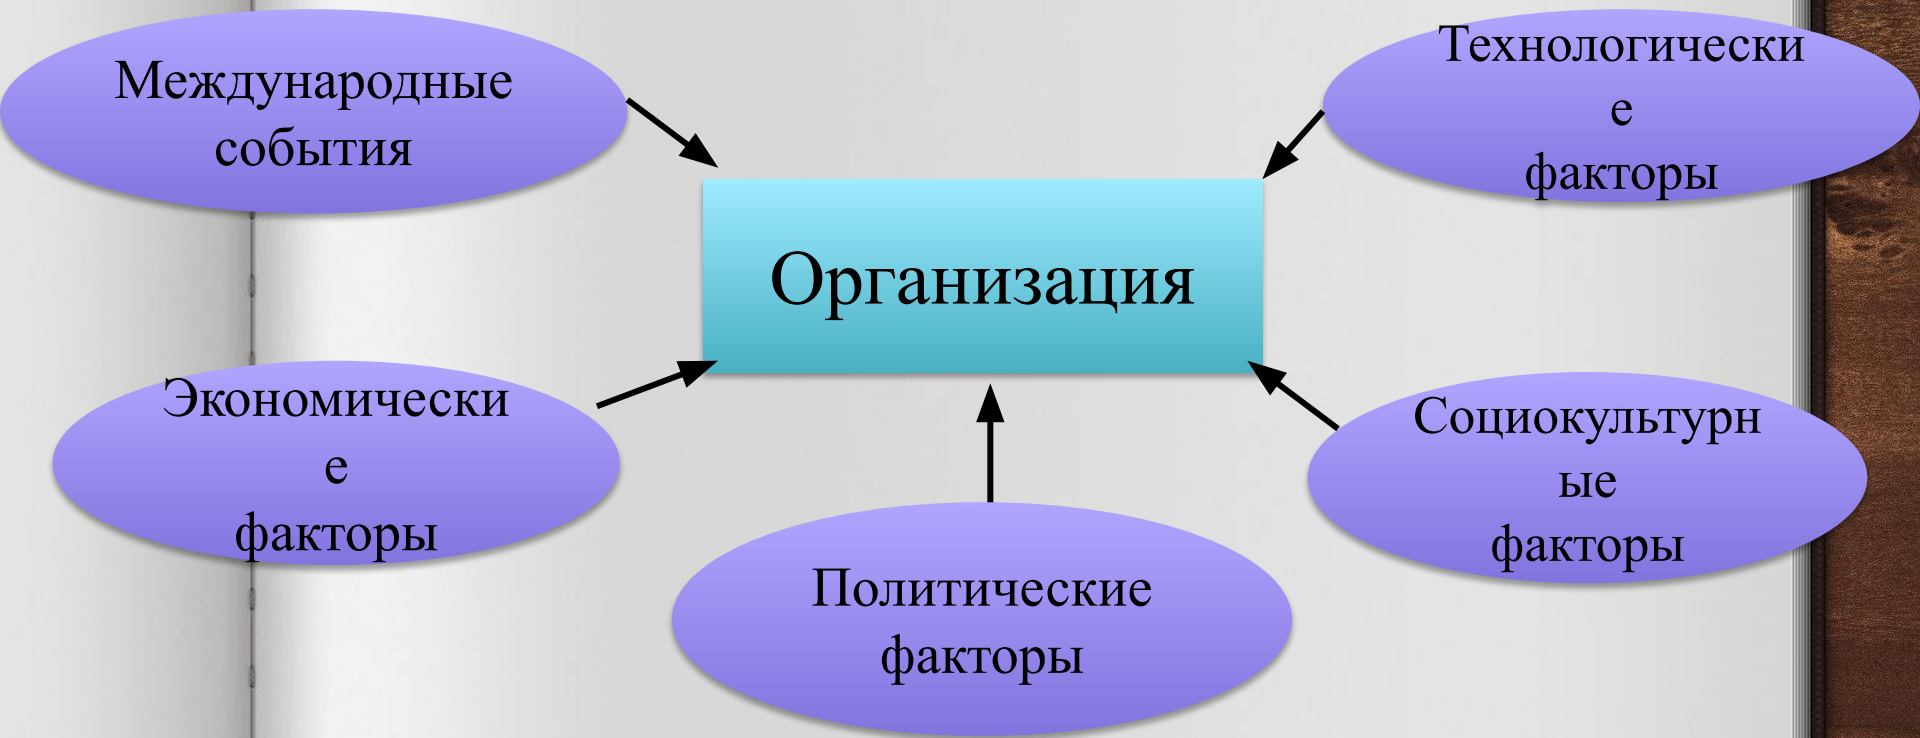 Международные
события
Технологически
е
факторы
Организация
Экономически
е
факторы
Социокультурн
ые
факторы
Политические
факторы